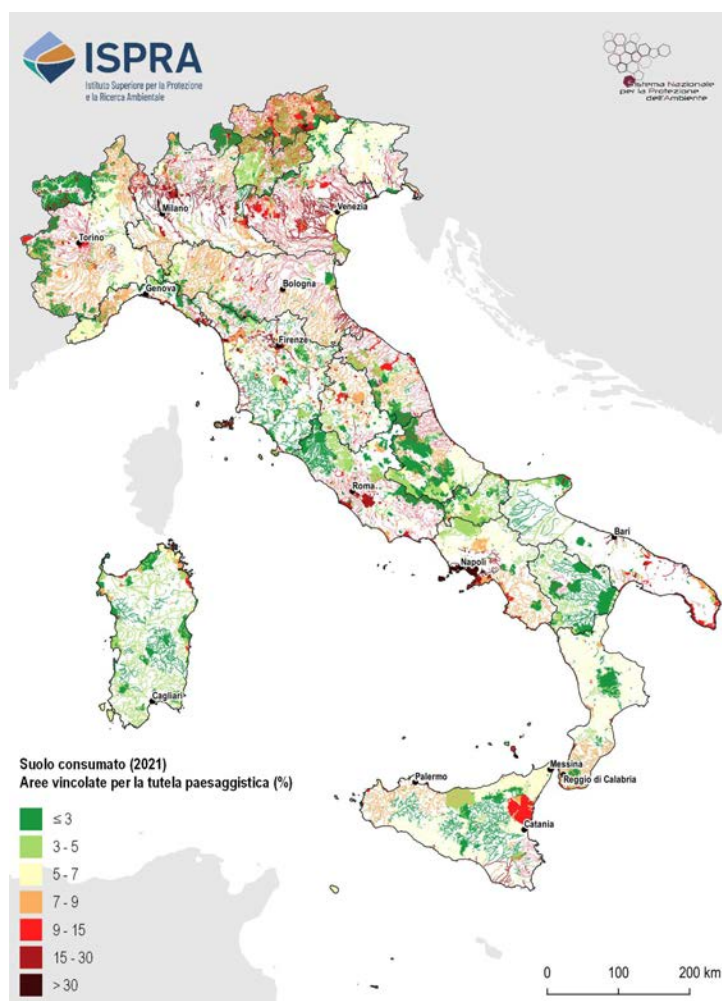 ISPRA
Istituto Superiore per la Protezione
e la Ricerca Ambientale
Sistema Nazionale
per la Protezione
dell'Ambiente
Milano
Venezia
Torino
Genova
Bologna
Firenze
Roma
Bari
Napoli
Cagliari
Messina
Reggio di Calabria
Palermo
Catania
Suolo consumato (2021)
Aree vincolate per la tutela paesaggistica (%)
≤ 3
3 - 5
5 - 7
7 - 9
9 - 15
15 - 30
> 30
0 100 200 km